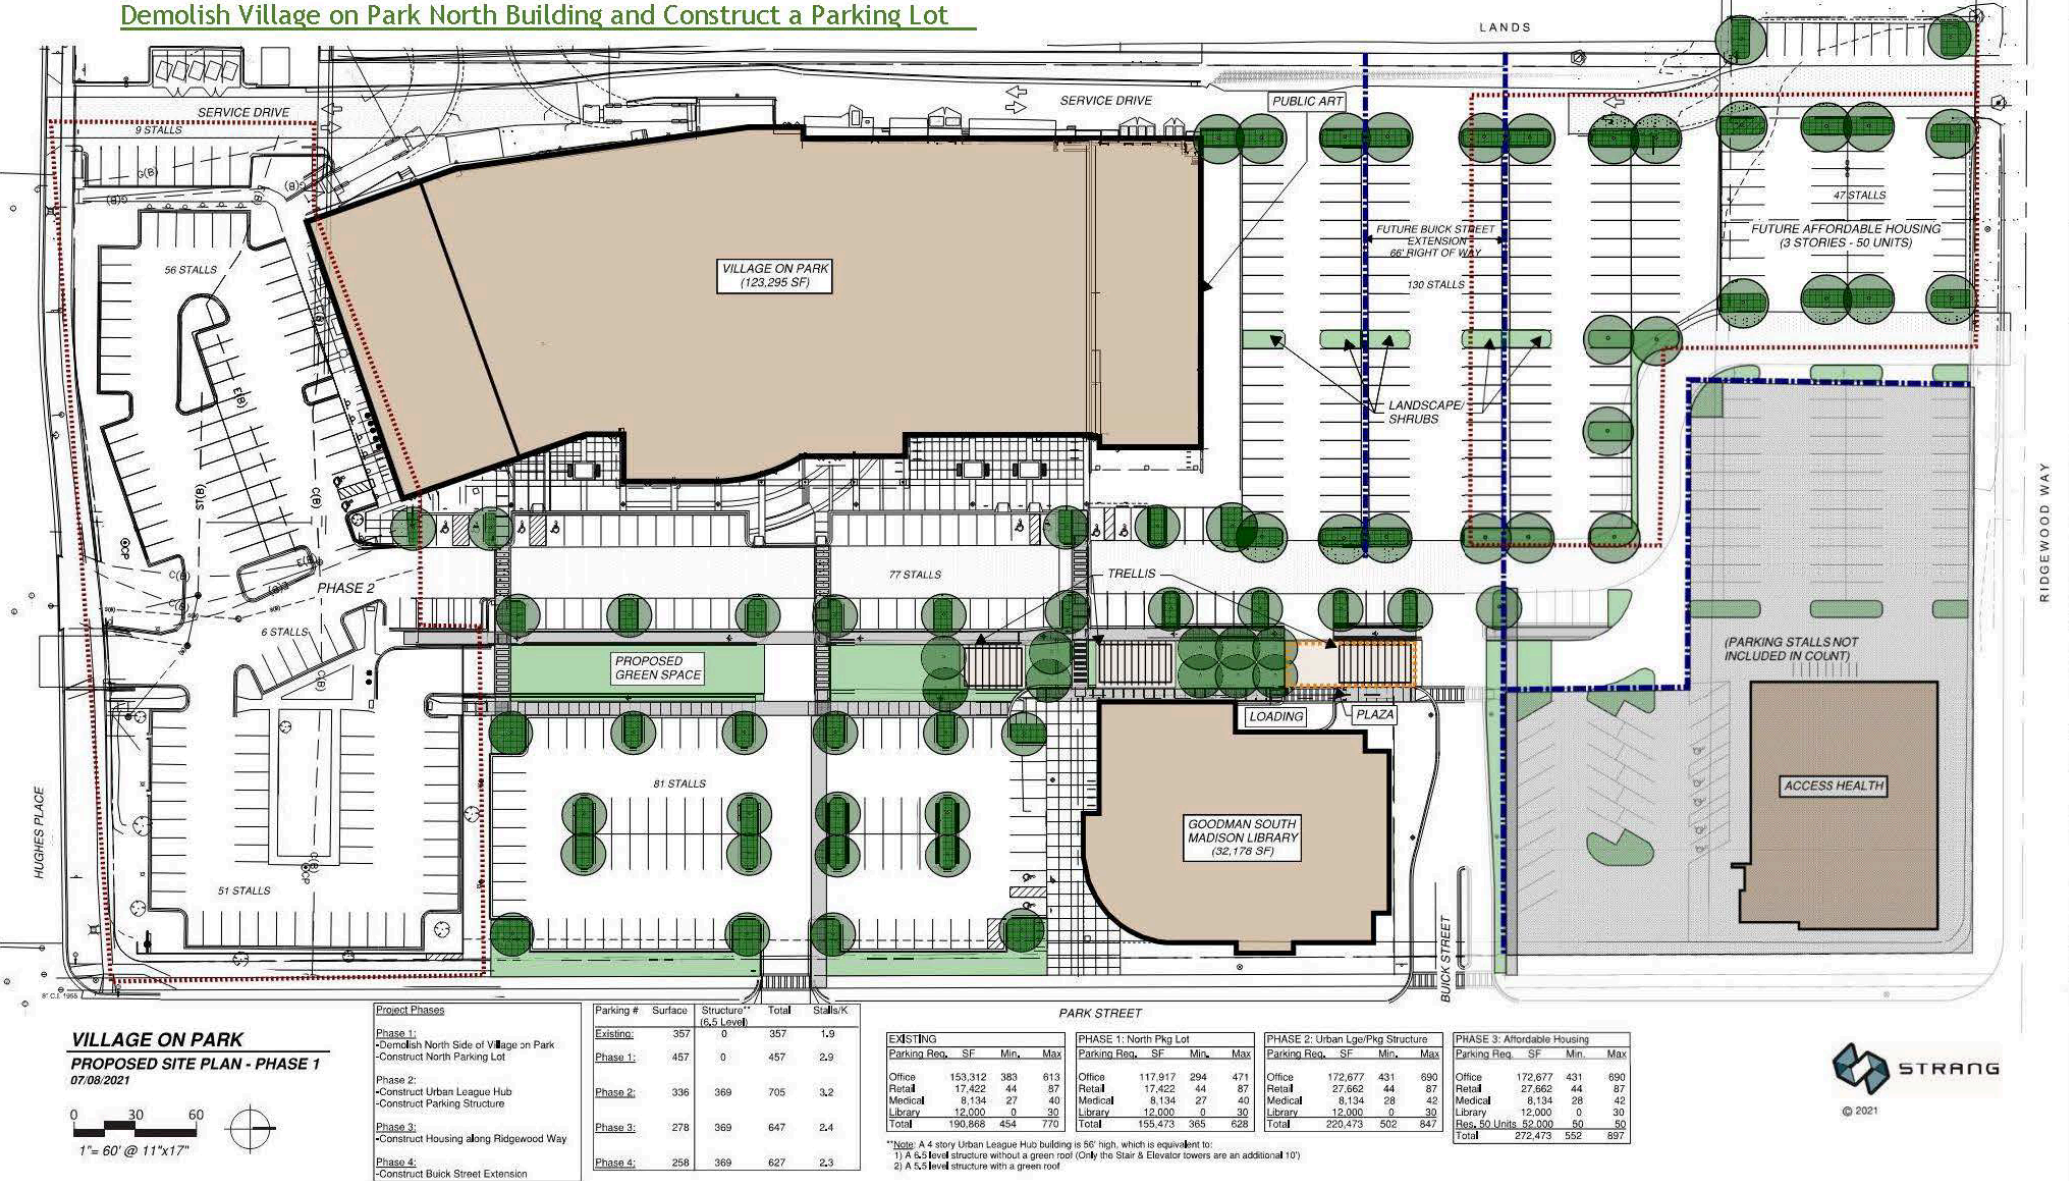 Demolish Village on Park North Building and Construct a Parking Lot
LANDS
SERVICE DRIVE
9 STALLS
SERVICE DRIVE
PUBLIC ART
G(B)
G(B)
56 STALLS
VILLAGE ON PARK
(123,295 SF)
FUTURE BUICK STREET
EXTENSION
66' RIGHT OF WAY
130 STALLS
47 STALLS
FUTURE AFFORDABLE HOUSING
(3 STORIES - 50 UNITS)
LANDSCAPE/
SHRUBS
E(B)
ST(B)
C(B)
RIDGEWOOD WAY
PHASE 2
77 STALLS
TRELLIS
6 STALLS
PROPOSED
GREEN SPACE
(PARKING STALLS NOT
INCLUDED IN COUNT)
LOADING
PLAZA
81 STALLS
ACCESS HEALTH
GOODMAN SOUTH
MADISON LIBRARY
(32,178 SF)
HUGHES PLACE
51 STALLS
BUICK STREET
8" C.I. 1955
PARK STREET
VILLAGE ON PARK
PROPOSED SITE PLAN - PHASE 1
07/08/2021
0 30 60
1"= 60' @ 11"x17"
Project Phases
Phase 1:
-Demolish North Side of Village on Park
-Construct North Parking Lot
Phase 2:
-Construct Urban League Hub
-Construct Parking Structure
Phase 3:
-Construct Housing along Ridgewood Way
Phase 4:
-Construct Buick Street Extension
Parking # Surface Structure** Total Stalls/K
(6.5 Level)
Existing: 357 0 357 1.9
Phase 1: 457 0 457 2.9
Phase 2: 336 369 705 3.2
Phase 3: 278 369 647 2.4
Phase 4: 258 369 627 2.3
EXISTING
Parking Req. SF Min. Max
Office 153,312 383 613
Retail 17,422 44 87
Medical 8,134 27 40
Library 12,000 0 30
Total 190,868 454 770
PHASE 1: North Pkg Lot
Parking Req. SF Min. Max
Office 117,917 294 471
Retail 17,422 44 87
Medical 8,134 27 40
Library 12,000 0 30
Total 155,473 365 628
PHASE 2: Urban Lge/Pkg Structure
Parking Req. SF Min. Max
Office 172,677 431 690
Retail 27,662 44 87
Medical 8,134 28 42
Library 12,000 0 30
Total 220,473 502 847
PHASE 3: Affordable Housing
Parking Req. SF Min. Max
Office 172,677 431 690
Retail 27,662 44 87
Medical 8,134 28 42
Library 12,000 0 30
Res. 50 Units 52,000 50 50
Total 272,473 552 897
**Note: A 4 story Urban League Hub building is 56' high, which is equivalent to:
1) A 6.5 level structure without a green roof (Only the Stair & Elevator towers are an additional 10')
2) A 5.5 level structure with a green roof
STRANG
© 2021